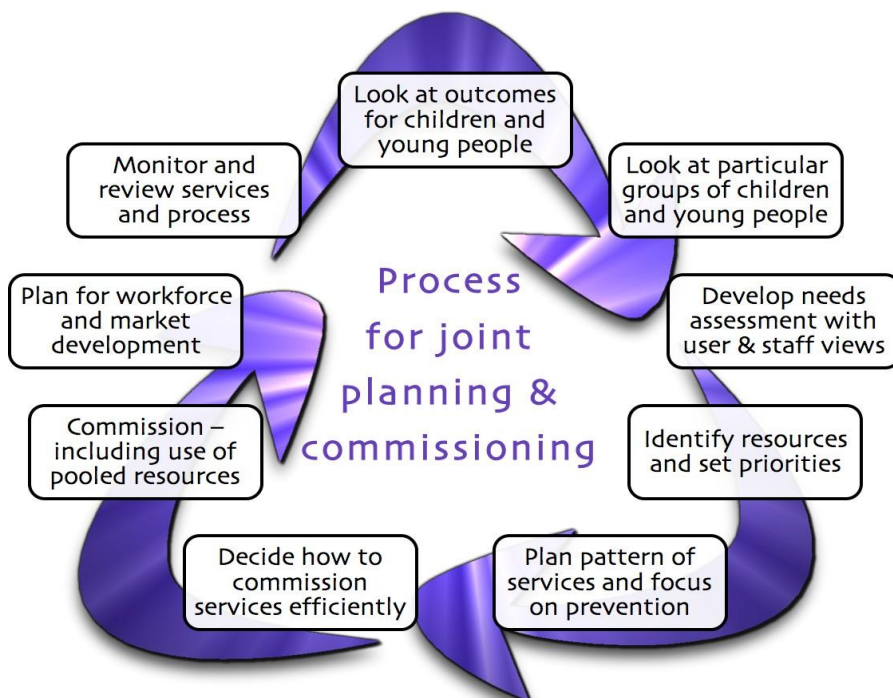 Look at outcomes
for children and
young people
Look at particular
groups of children
and young people
Develop needs
assessment with
user & staff views
Identify resources
and set priorities
Plan pattern of
services and focus
on prevention
Decide how to
commission
services efficiently
Commission –
including use of
pooled resources
Plan for workforce
and market
development
Monitor and
review services
and process
Process
for joint
planning &
commissioning